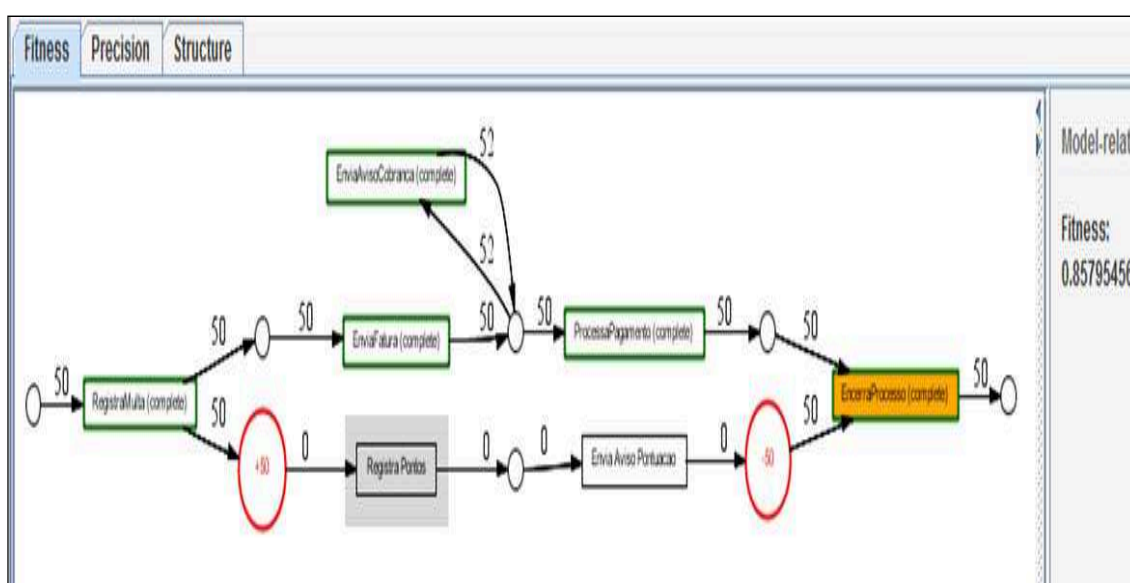 Fitness
Precision
Structure
Model-relat
Fitness:
0.85795456
52
EnviaAvisoCobranca (complete)
52
50
50
EnviaFatura (complete)
50
50
ProcessaPagamento (complete)
50
50
50
RegistraMulta (complete)
50
+50
0
Registra Pontos
0
0
Envia Aviso Pontuacao
0
-50
50
EncerraProcesso (complete)
50